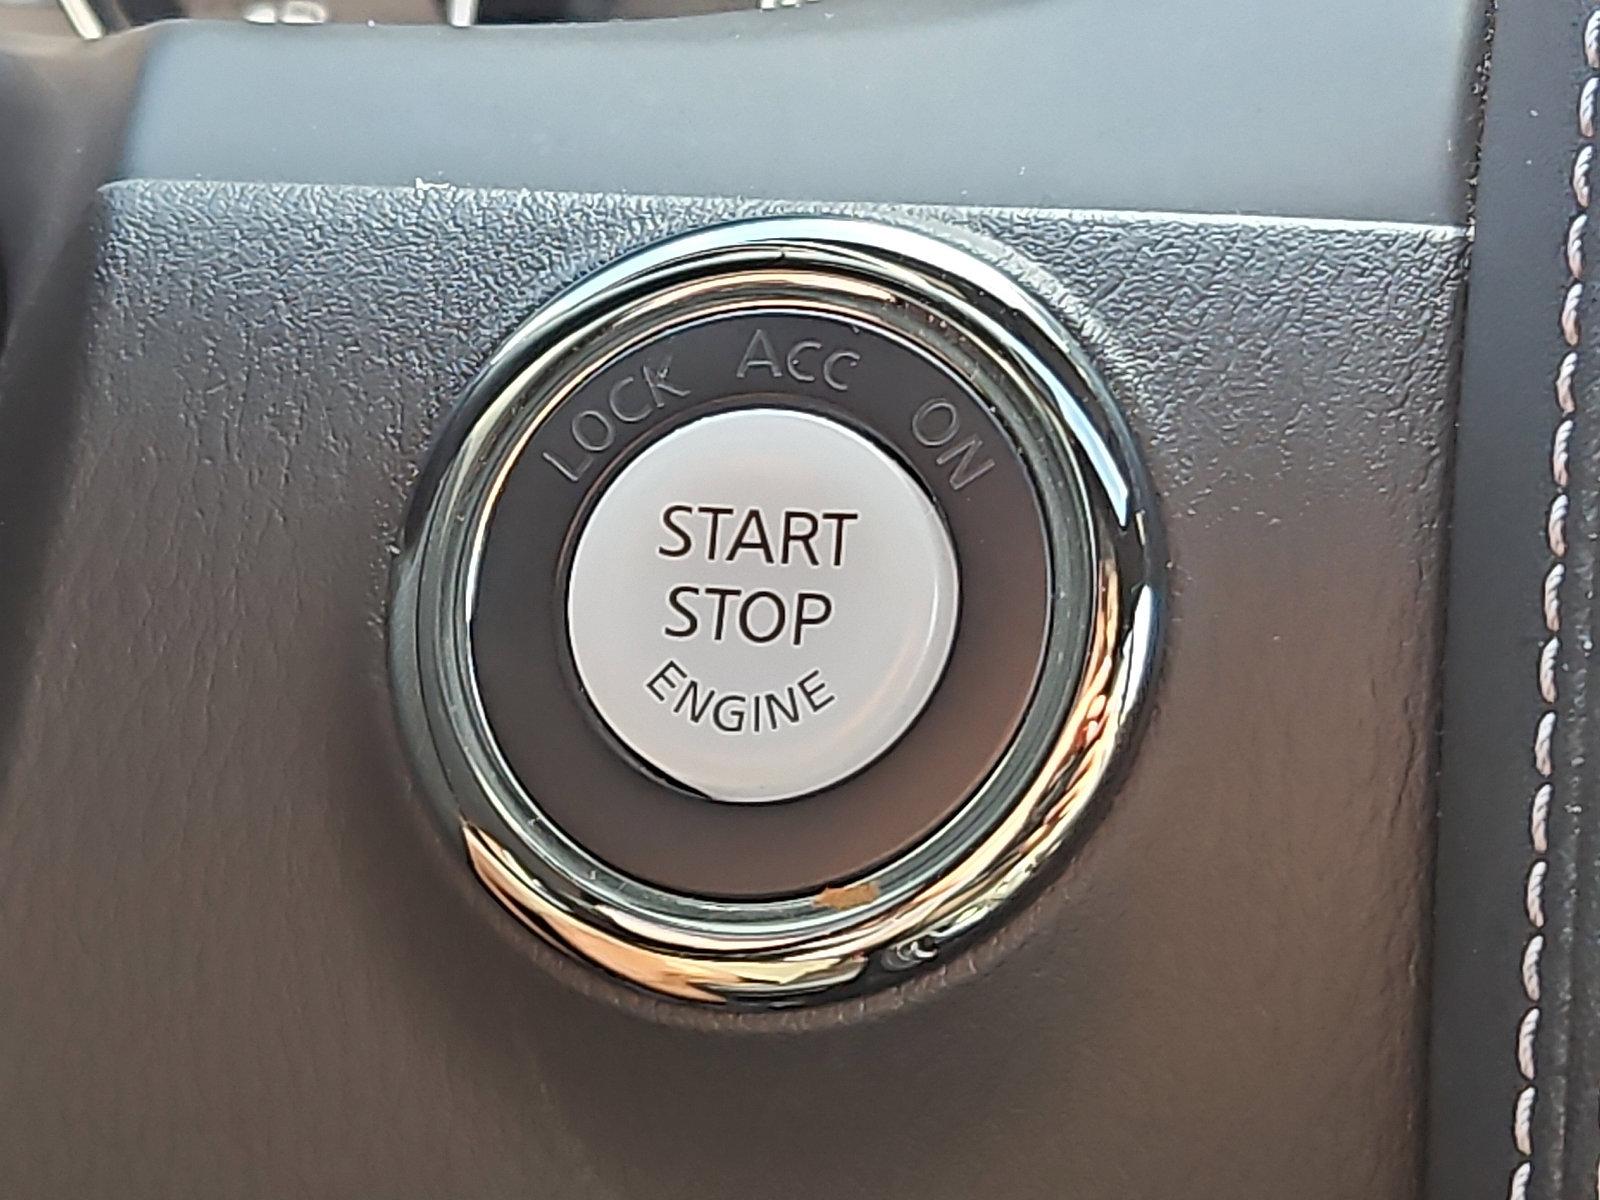 LOCK ACC ON
START
STOP
ENGINE